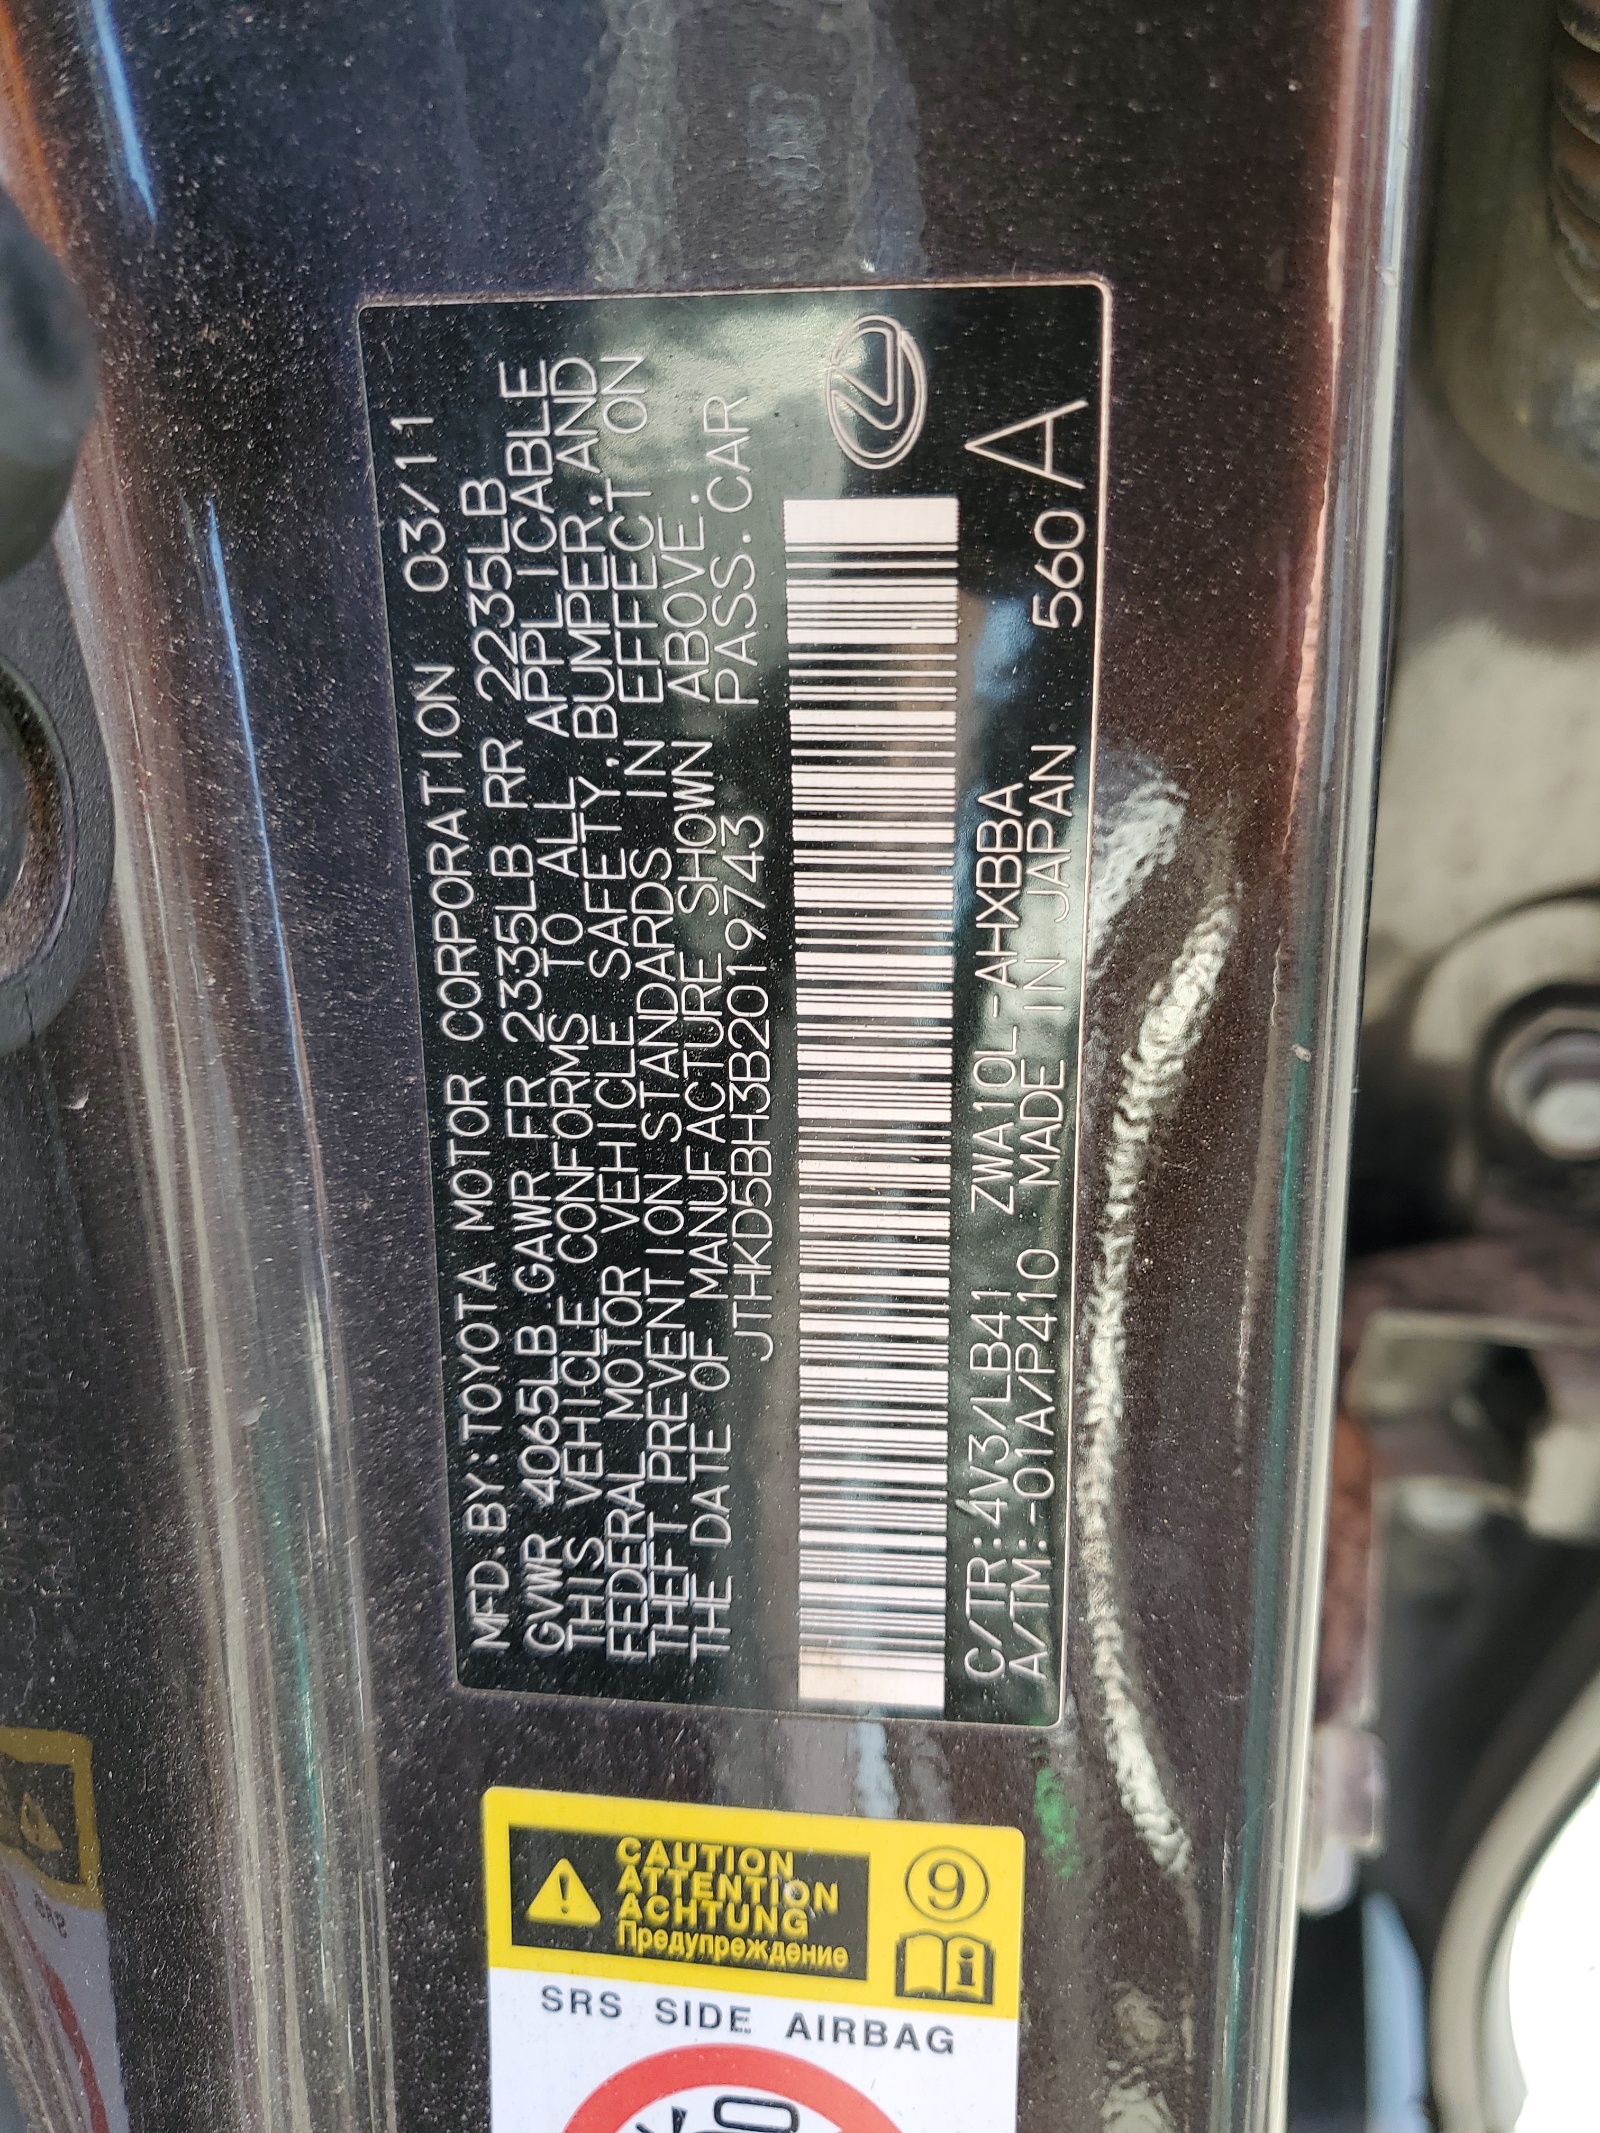 MFD.BY:TOYOTA MOTOR CORPORATION 03/11
GVWR 4065LB GAWR FR 2335LB RR 2235LB
THIS VEHICLE CONFORMS TO ALL APPLICABLE
FEDERAL MOTOR VEHICLE SAFETY,BUMPER,AND
THEFT PREVENTION STANDARDS IN EFFECT ON
THE DATE OF MANUFACTURE SHOWN ABOVE.
JTHKD5BH3B2019743 PASS.CAR
C/TR:4V3/LB41 ZWA10L-AHXBBA
A/TM:-01A/P410 MADE IN JAPAN 560A
CAUTION
ATTENTION
ACHTUNG
Предупреждение
9
SRS SIDE AIRBAG